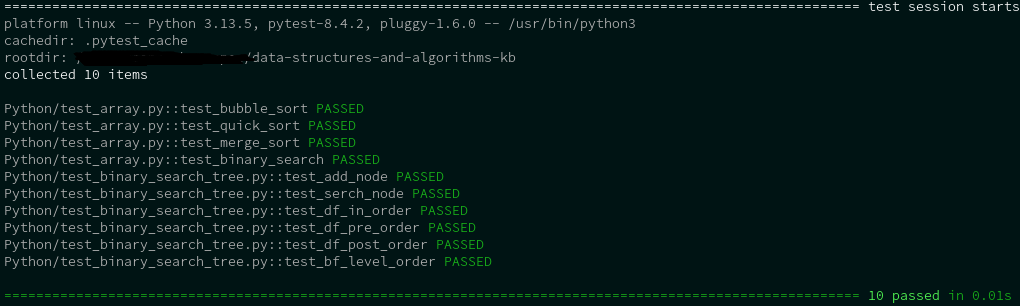 =========================================================================================================== test session starts
platform linux -- Python 3.13.5, pytest-8.4.2, pluggy-1.6.0 -- /usr/bin/python3
cachedir: .pytest_cache
rootdir: /data-structures-and-algorithms-kb
collected 10 items
Python/test_array.py::test_bubble_sort PASSED
Python/test_array.py::test_quick_sort PASSED
Python/test_array.py::test_merge_sort PASSED
Python/test_array.py::test_binary_search PASSED
Python/test_binary_search_tree.py::test_add_node PASSED
Python/test_binary_search_tree.py::test_serch_node PASSED
Python/test_binary_search_tree.py::test_df_in_order PASSED
Python/test_binary_search_tree.py::test_df_pre_order PASSED
Python/test_binary_search_tree.py::test_df_post_order PASSED
Python/test_binary_search_tree.py::test_bf_level_order PASSED
=========================================================================================================== 10 passed in 0.01s